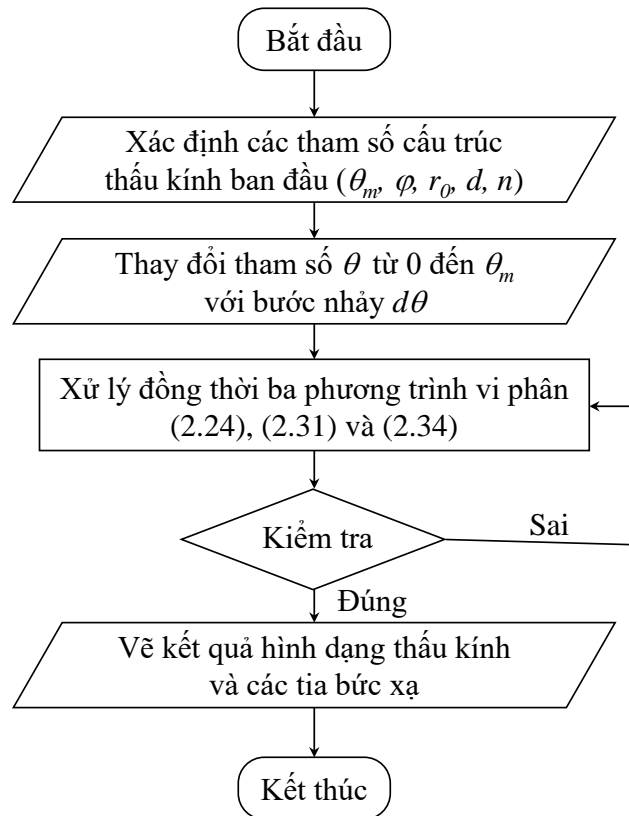 Bắt đầu
Xác định các tham số cấu trúc
thấu kính ban đầu (θm, φ, r0, d, n)
Thay đổi tham số θ từ 0 đến θm
với bước nhảy dθ
Xử lý đồng thời ba phương trình vi phân
(2.24), (2.31) và (2.34)
Kiểm tra
Sai
Đúng
Vẽ kết quả hình dạng thấu kính
và các tia bức xạ
Kết thúc